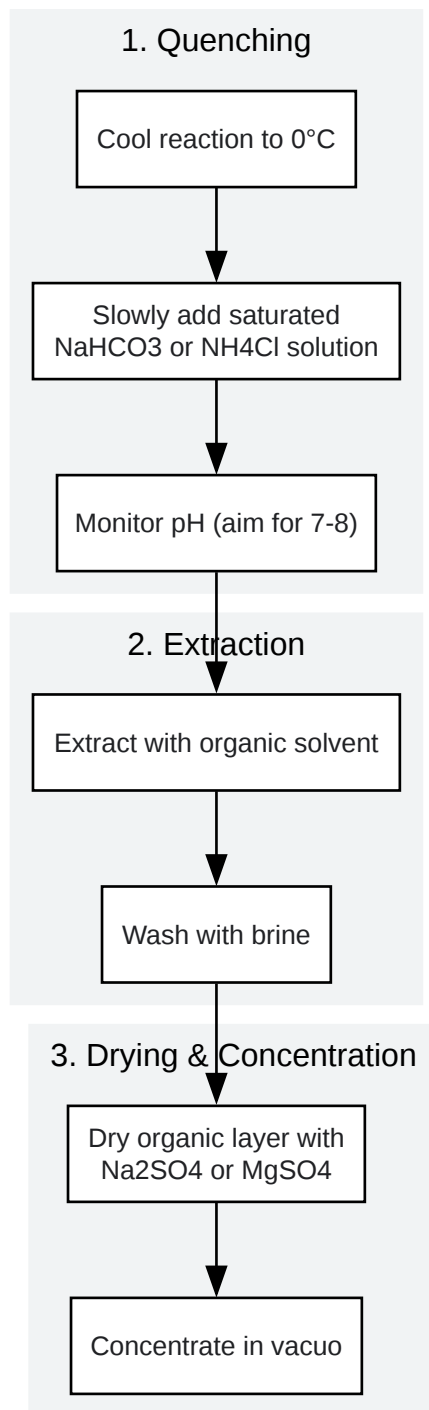 1. Quenching
Cool reaction to 0°C
Slowly add saturated
NaHCO3 or NH4Cl solution
Monitor pH (aim for 7-8)
2. Extraction
Extract with organic solvent
Wash with brine
3. Drying & Concentration
Dry organic layer with
Na2SO4 or MgSO4
Concentrate in vacuo